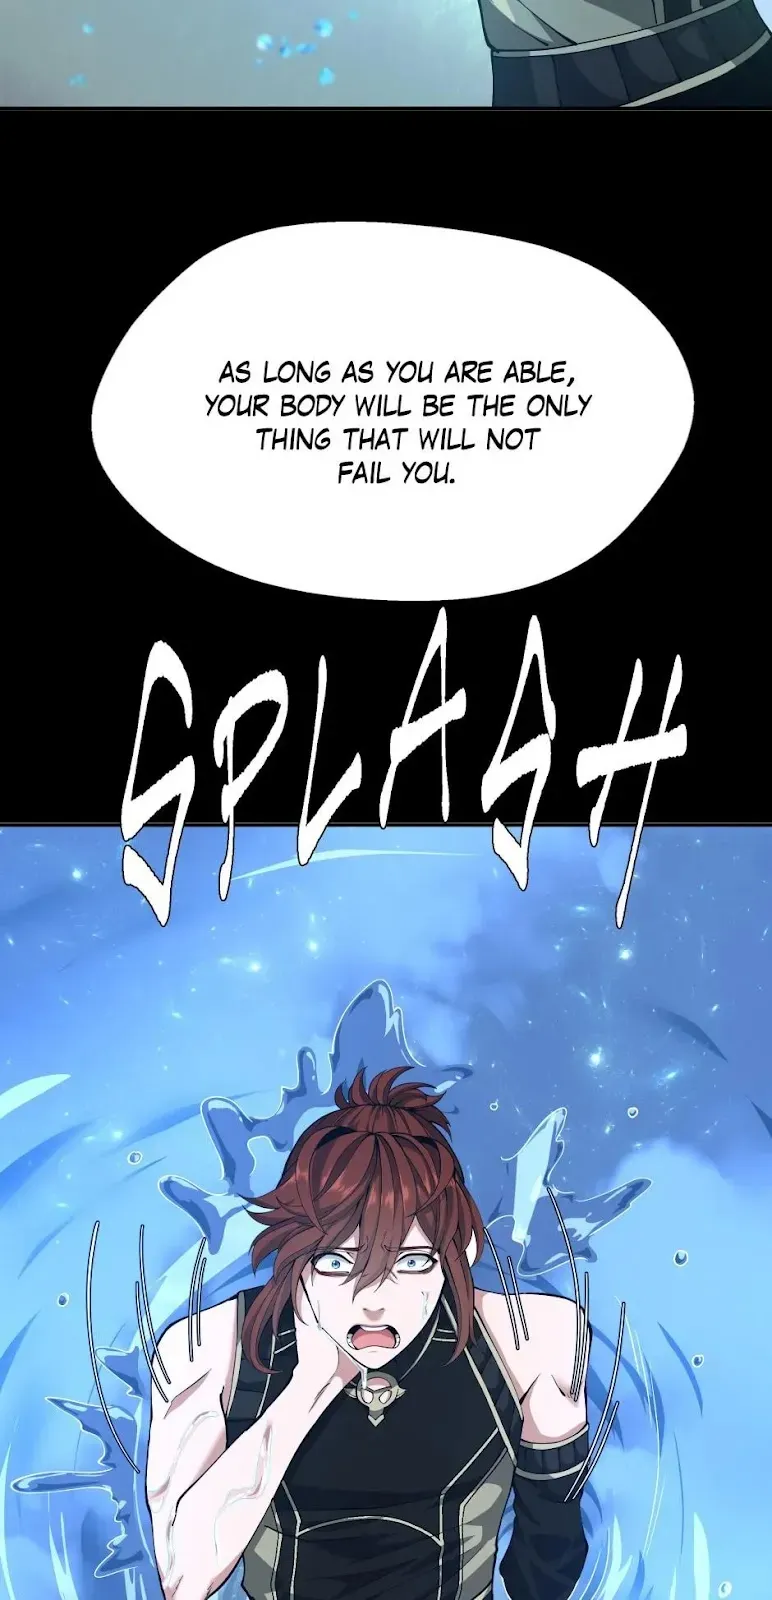 AS LONG AS YOU ARE ABLE,
YOUR BODY WILL BE THE ONLY
THING THAT WILL NOT
FAIL YOU.
SPLASH